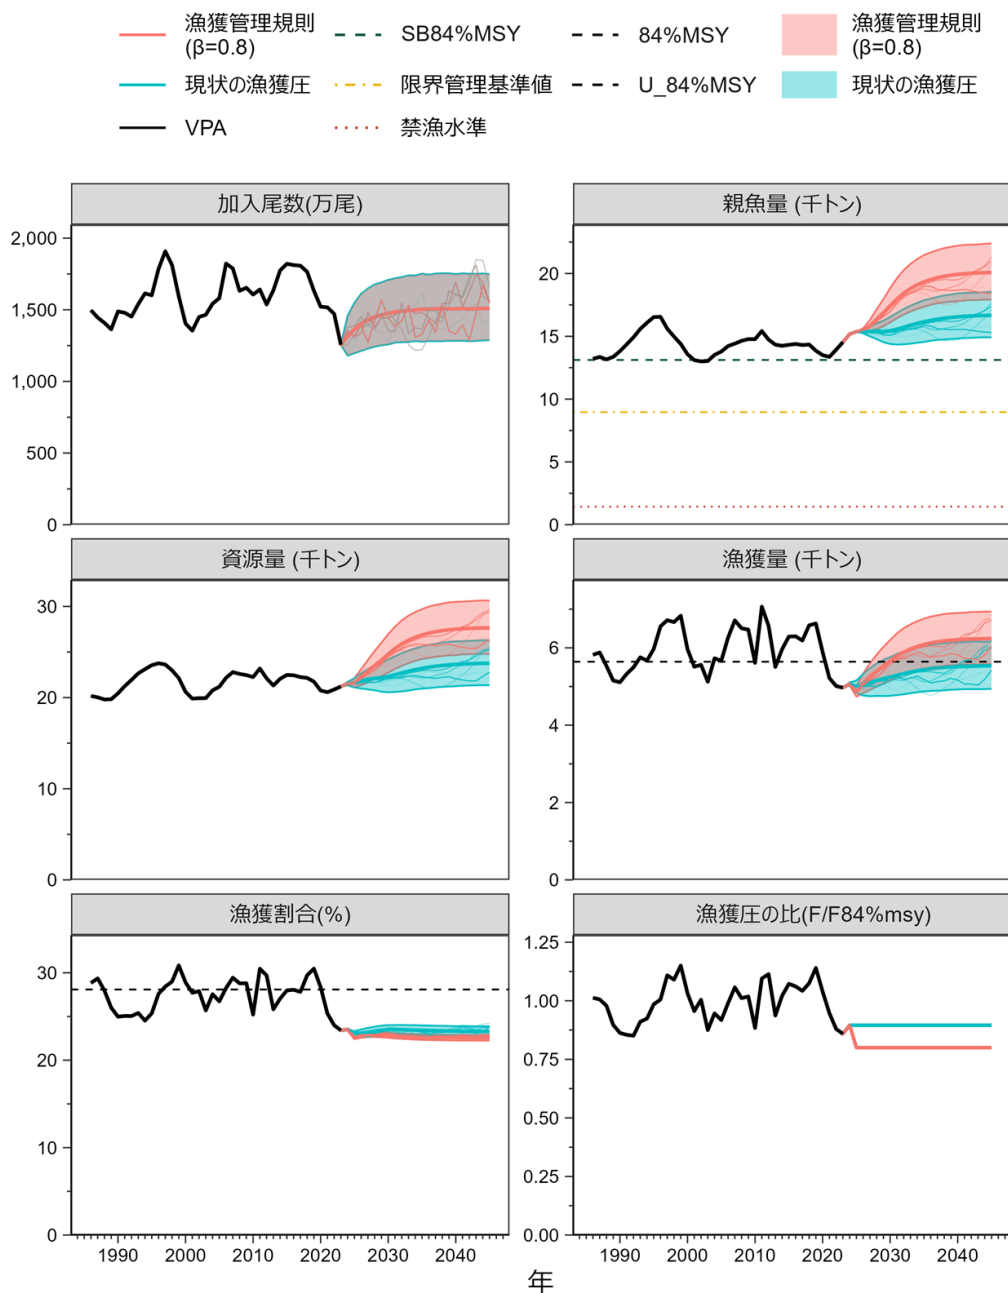 漁獲管理規則
(β=0.8)
SB84%MSY
84%MSY
漁獲管理規則
(β=0.8)
現状の漁獲圧
限界管理基準値
U_84%MSY
現状の漁獲圧
VPA
禁漁水準
加入尾数(万尾)
2,000
1,500
1,000
500
0
親魚量 (千トン)
20
15
10
5
0
資源量 (千トン)
30
20
10
0
漁獲量 (千トン)
6
4
2
0
漁獲割合(%)
30
20
10
0
1990 2000 2010 2020 2030 2040
漁獲圧の比(F/F84%msy)
1.25
1.00
0.75
0.50
0.25
0.00
1990 2000 2010 2020 2030 2040
年